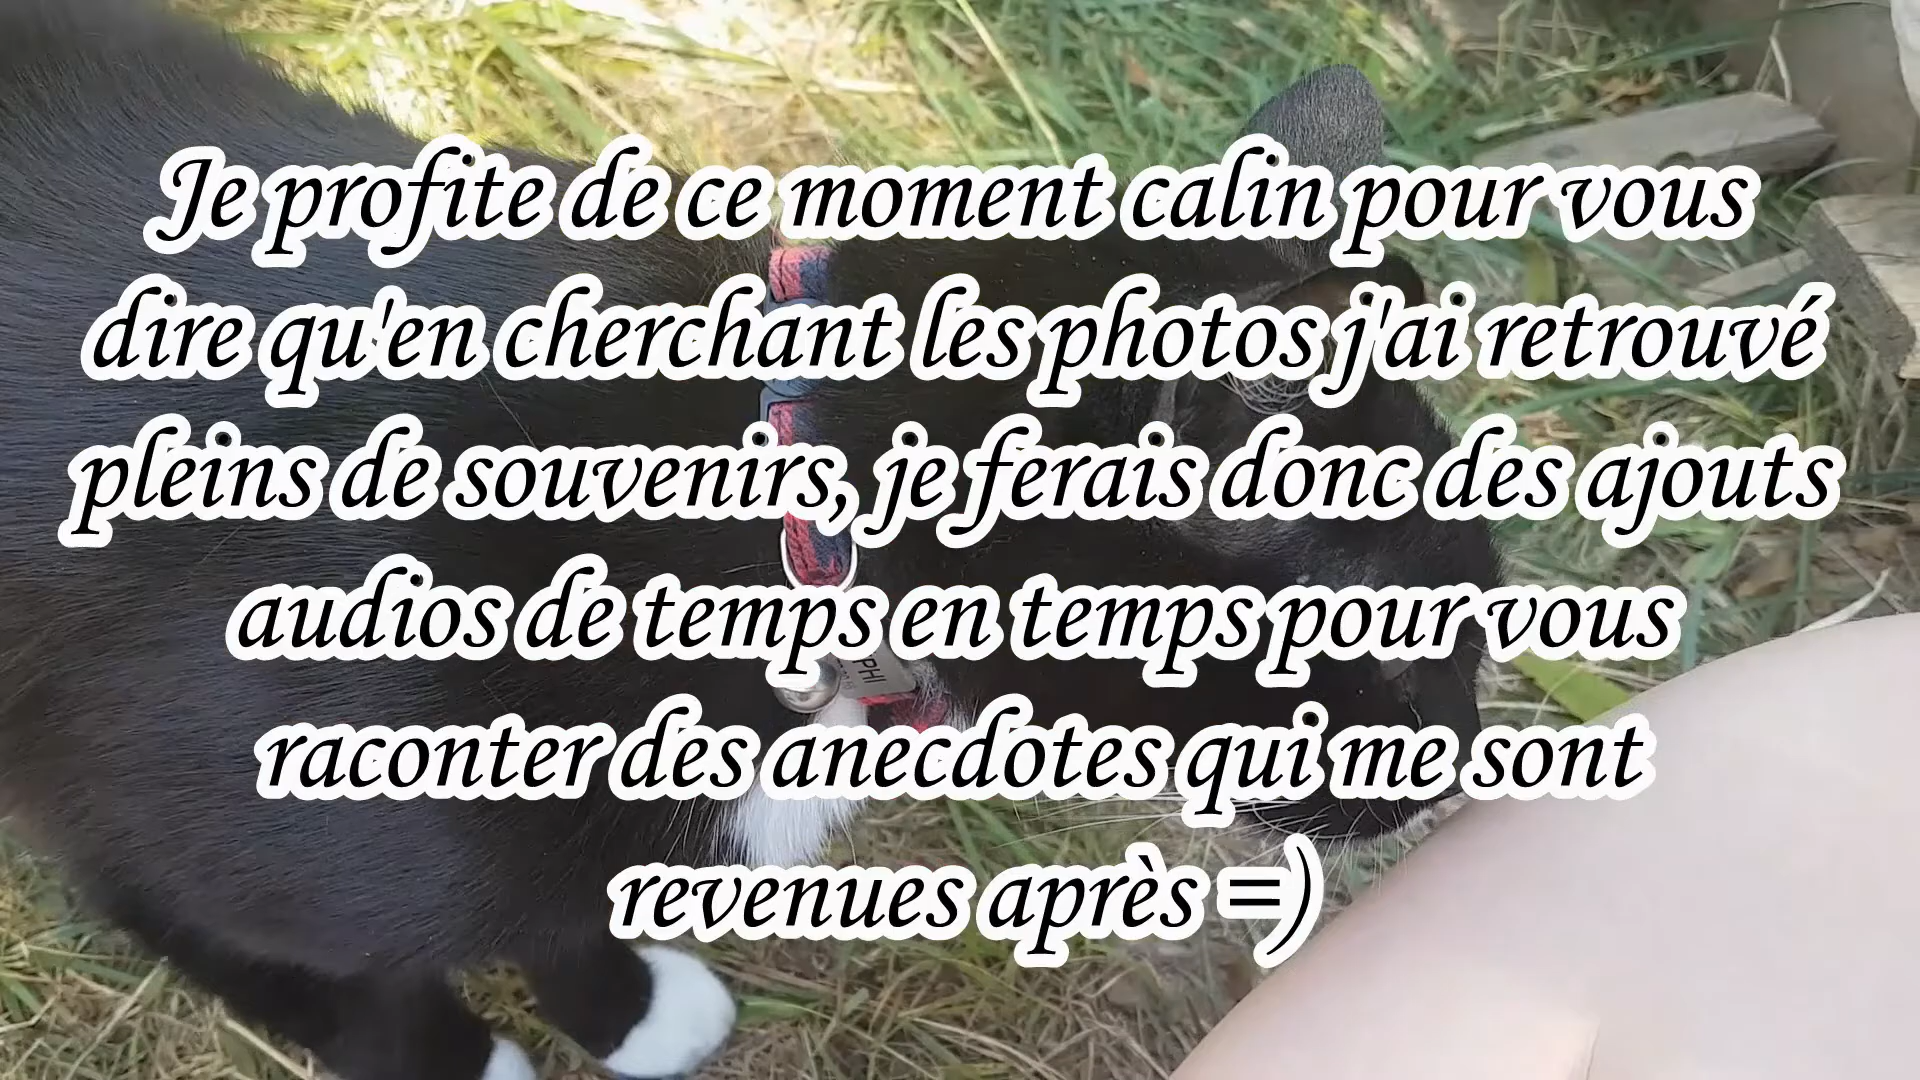 Je profite de ce moment calin pour vous
dire qu'en cherchant les photos j'ai retrouvé
pleins de souvenirs, je ferais donc des ajouts
audios de temps en temps pour vous
raconter des anecdotes qui me sont
revenues après =)
PHI